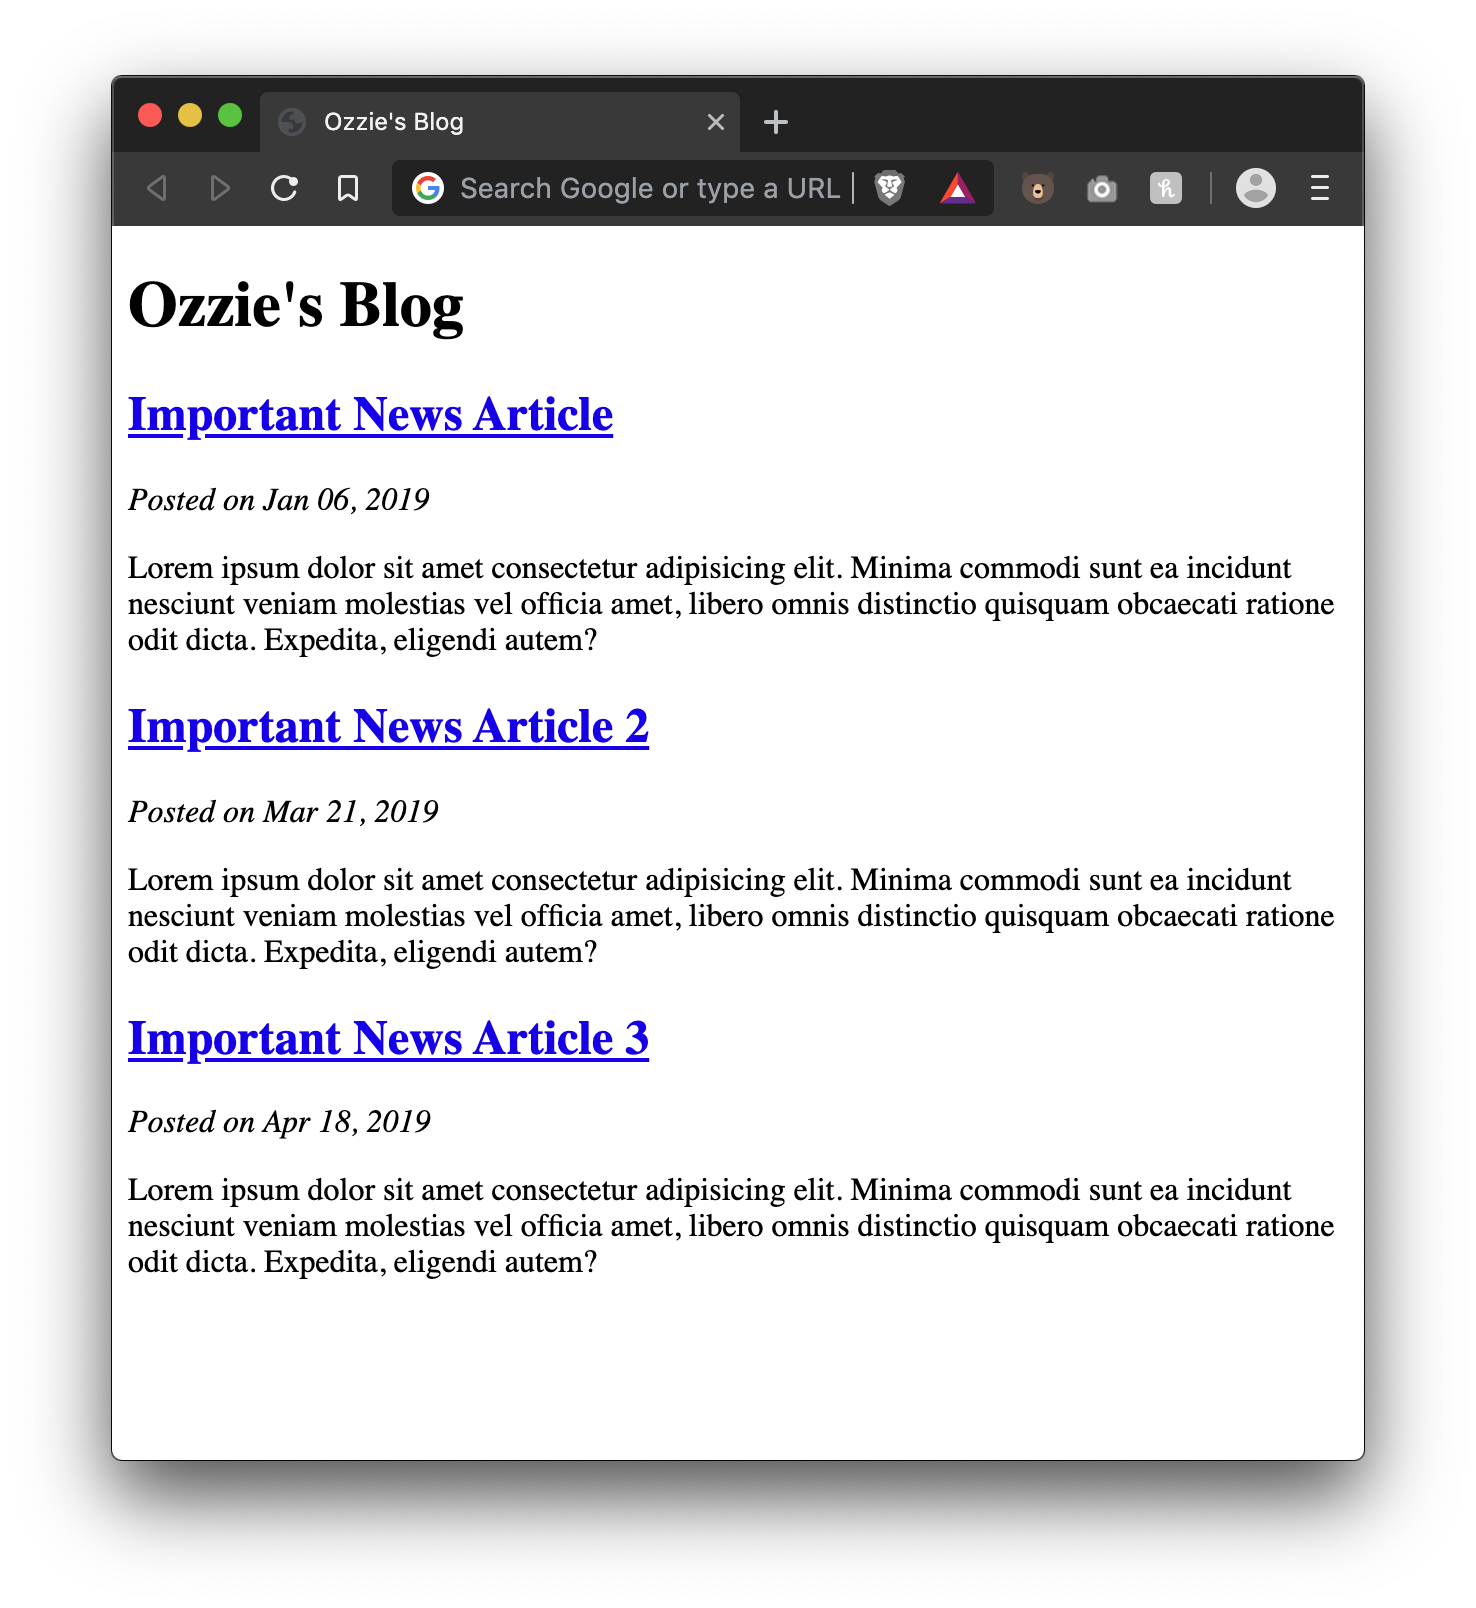 Ozzie's Blog
Search Google or type a URL
Ozzie's Blog
Important News Article
Posted on Jan 06, 2019
Lorem ipsum dolor sit amet consectetur adipisicing elit. Minima commodi sunt ea incidunt
nesciunt veniam molestias vel officia amet, libero omnis distinctio quisquam obcaecati ratione
odit dicta. Expedita, eligendi autem?
Important News Article 2
Posted on Mar 21, 2019
Lorem ipsum dolor sit amet consectetur adipisicing elit. Minima commodi sunt ea incidunt
nesciunt veniam molestias vel officia amet, libero omnis distinctio quisquam obcaecati ratione
odit dicta. Expedita, eligendi autem?
Important News Article 3
Posted on Apr 18, 2019
Lorem ipsum dolor sit amet consectetur adipisicing elit. Minima commodi sunt ea incidunt
nesciunt veniam molestias vel officia amet, libero omnis distinctio quisquam obcaecati ratione
odit dicta. Expedita, eligendi autem?